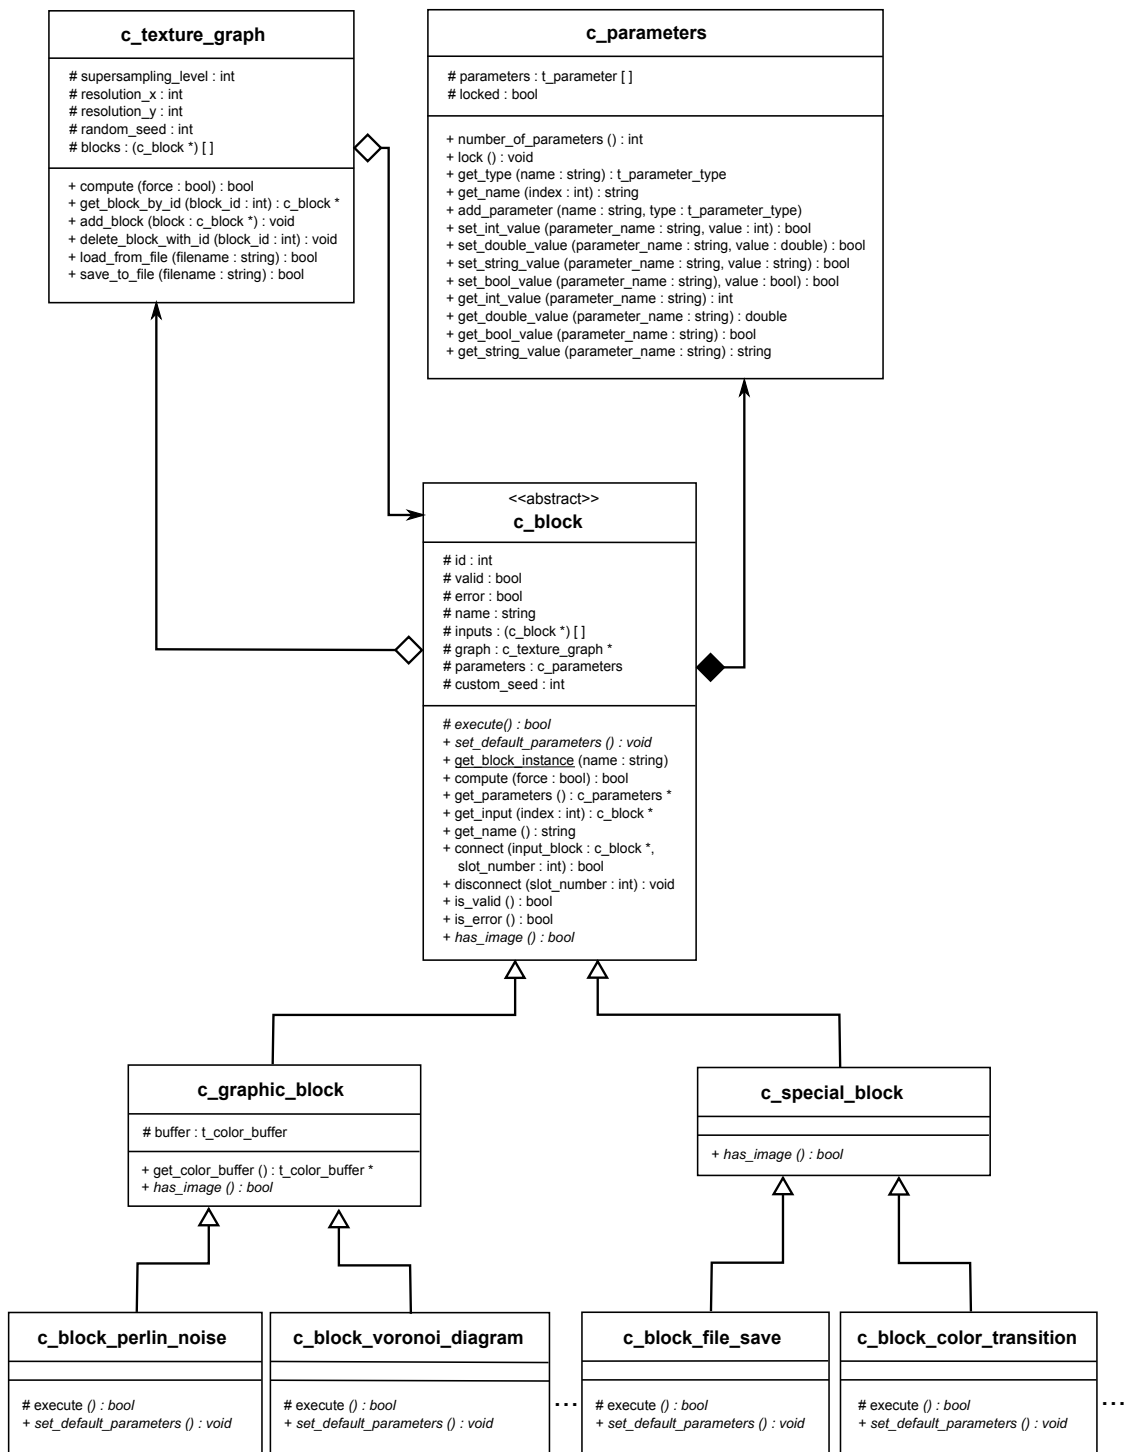 c_texture_graph
# supersampling_level : int
# resolution_x : int
# resolution_y : int
# random_seed : int
# blocks : (c_block *) [ ]
+ compute (force : bool) : bool
+ get_block_by_id (block_id : int) : c_block *
+ add_block (block : c_block *) : void
+ delete_block_with_id (block_id : int) : void
+ load_from_file (filename : string) : bool
+ save_to_file (filename : string) : bool
c_parameters
# parameters : t_parameter [ ]
# locked : bool
+ number_of_parameters () : int
+ lock () : void
+ get_type (name : string) : t_parameter_type
+ get_name (index : int) : string
+ add_parameter (name : string, type : t_parameter_type)
+ set_int_value (parameter_name : string, value : int) : bool
+ set_double_value (parameter_name : string, value : double) : bool
+ set_string_value (parameter_name : string, value : string) : bool
+ set_bool_value (parameter_name : string), value : bool) : bool
+ get_int_value (parameter_name : string) : int
+ get_double_value (parameter_name : string) : double
+ get_bool_value (parameter_name : string) : bool
+ get_string_value (parameter_name : string) : string
<<abstract>>
c_block
# id : int
# valid : bool
# error : bool
# name : string
# inputs : (c_block *) [ ]
# graph : c_texture_graph *
# parameters : c_parameters
# custom_seed : int
# execute() : bool
+ set_default_parameters () : void
+ get_block_instance (name : string)
+ compute (force : bool) : bool
+ get_parameters () : c_parameters *
+ get_input (index : int) : c_block *
+ get_name () : string
+ connect (input_block : c_block *,
slot_number : int) : bool
+ disconnect (slot_number : int) : void
+ is_valid () : bool
+ is_error () : bool
+ has_image () : bool
c_graphic_block
# buffer : t_color_buffer
+ get_color_buffer () : t_color_buffer *
+ has_image () : bool
c_special_block
+ has_image () : bool
c_block_perlin_noise
# execute () : bool
+ set_default_parameters () : void
c_block_voronoi_diagram
# execute () : bool
+ set_default_parameters () : void
...
c_block_file_save
# execute () : bool
+ set_default_parameters () : void
c_block_color_transition
# execute () : bool
+ set_default_parameters () : void
...